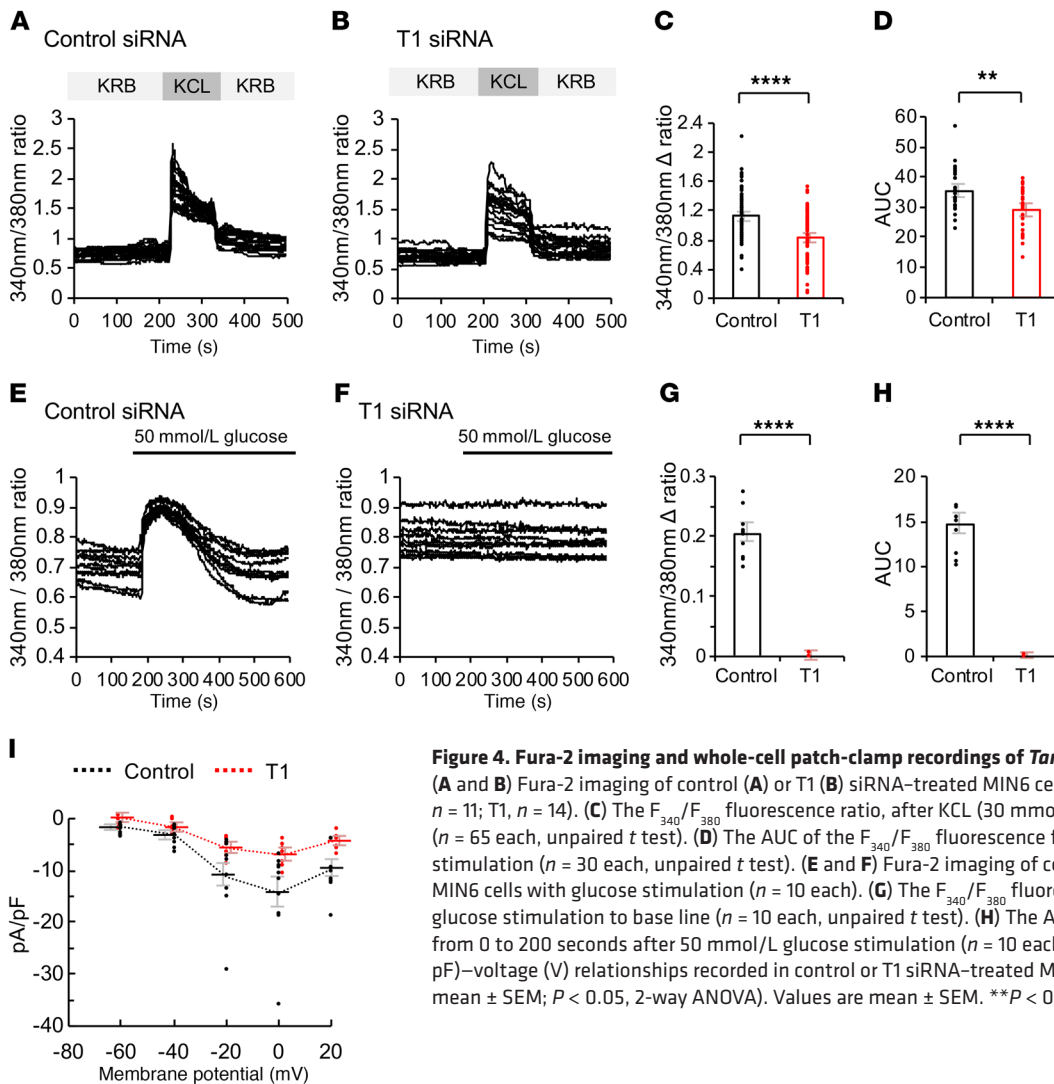 A Control siRNA
KRB KCL KRB
340nm/380nm ratio
3
2.5
2
1.5
1
0.5
0
0 100 200 300 400 500
Time (s)
B T1 siRNA
KRB KCL KRB
340nm/380nm ratio
3
2.5
2
1.5
1
0.5
0
0 100 200 300 400 500
Time (s)
C
****
340nm/380nm Δ ratio
2.4
2
1.6
1.2
0.8
0.4
0
Control T1
D
**
AUC
60
50
40
30
20
10
0
Control T1
E Control siRNA
50 mmol/L glucose
340nm / 380nm ratio
1
0.9
0.8
0.7
0.6
0.5
0.4
0 100 200 300 400 500 600
Time (s)
F T1 siRNA
50 mmol/L glucose
340nm / 380nm ratio
1
0.9
0.8
0.7
0.6
0.5
0.4
0 100 200 300 400 500 600
Time (s)
G
****
340nm/380nm Δ ratio
0.3
0.2
0.1
0
Control T1
H
****
AUC
20
15
10
5
0
Control T1
I
Control T1
pA/pF
0
-10
-20
-30
-40
-80 -60 -40 -20 0 20
Membrane potential (mV)
Figure 4. Fura-2 imaging and whole-cell patch-clamp recordings of Tan
(A and B) Fura-2 imaging of control (A) or T1 (B) siRNA–treated MIN6 ce
n = 11; T1, n = 14). (C) The F340/F380 fluorescence ratio, after KCL (30 mmo
(n = 65 each, unpaired t test). (D) The AUC of the F340/F380 fluorescence f
stimulation (n = 30 each, unpaired t test). (E and F) Fura-2 imaging of co
MIN6 cells with glucose stimulation (n = 10 each). (G) The F340/F380 fluore
glucose stimulation to base line (n = 10 each, unpaired t test). (H) The A
from 0 to 200 seconds after 50 mmol/L glucose stimulation (n = 10 each
pF)–voltage (V) relationships recorded in control or T1 siRNA–treated M
mean ± SEM; P < 0.05, 2-way ANOVA). Values are mean ± SEM. **P < 0